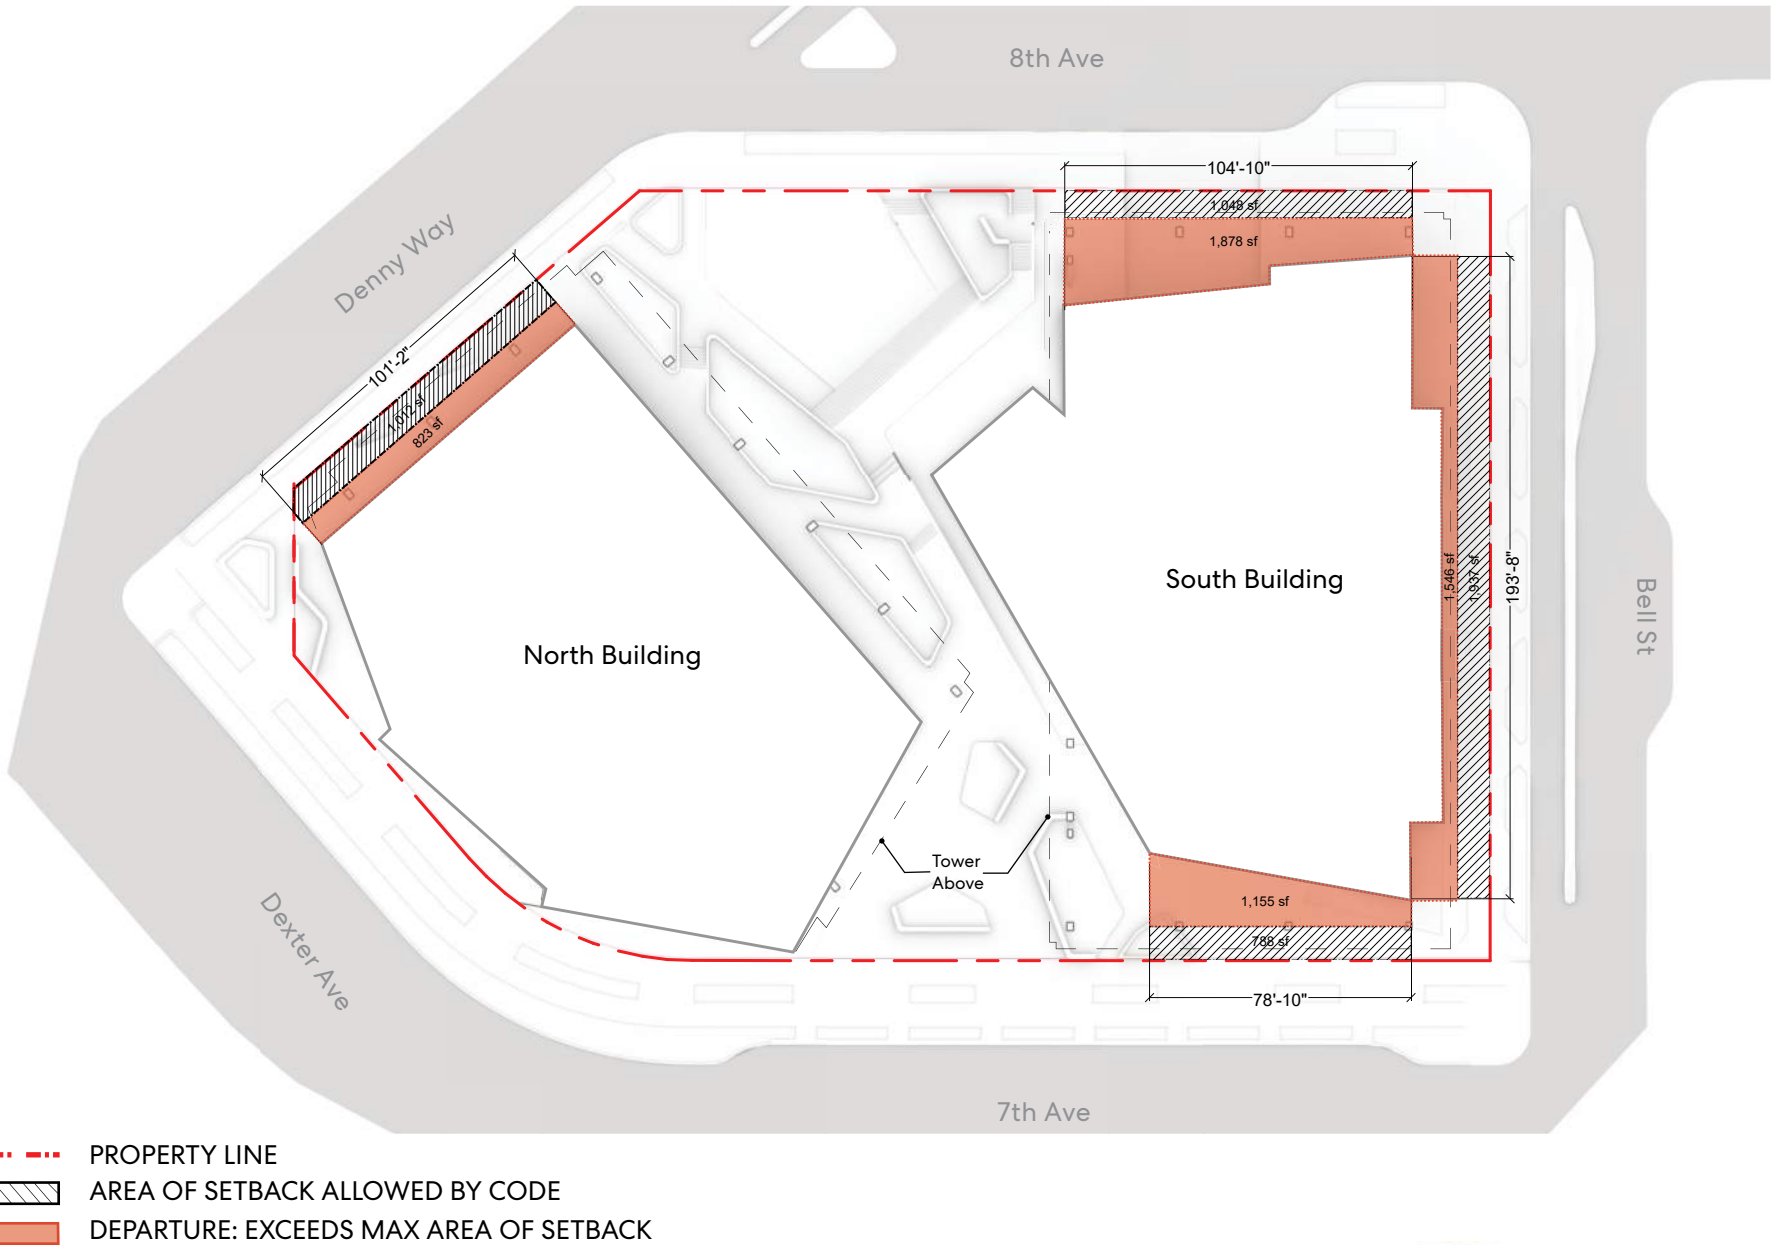 8th Ave
104'-10"
1,048 sf
1,878 sf
Denny Way
101'-2"
1,012 sf
823 sf
South Building
1,546 sf
1,937 sf
193'-8"
Bell St
North Building
Tower
Above
1,155 sf
788 sf
78'-10"
Dexter Ave
7th Ave
PROPERTY LINE
AREA OF SETBACK ALLOWED BY CODE
DEPARTURE: EXCEEDS MAX AREA OF SETBACK